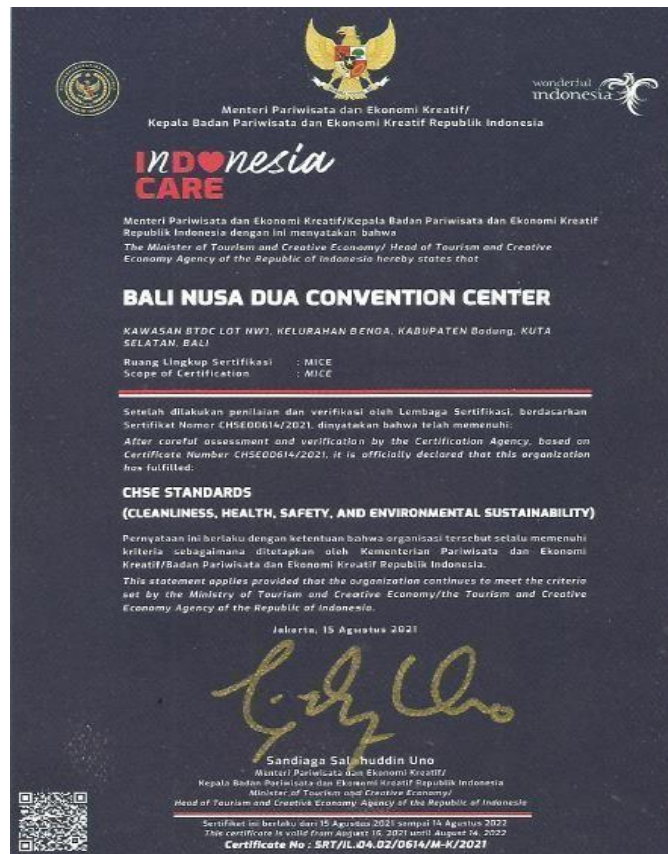 wonderful
indonesia
Menteri Pariwisata dan Ekonomi Kreatif/
Kepala Badan Pariwisata dan Ekonomi Kreatif Republik Indonesia
INDONesia
CARE
Menteri Pariwisata dan Ekonomi Kreatif/Kepala Badan Pariwisata dan Ekonomi Kreatif
Republik Indonesia dengan ini menyatakan bahwa
The Minister of Tourism and Creative Economy/ Head of Tourism and Creative
Economy Agency of the Republic of Indonesia hereby states that
BALI NUSA DUA CONVENTION CENTER
KAWASAN BTDC LOT NW1, KELURAHAN BENOA, KABUPATEN Badung, KUTA
SELATAN, BALI
Ruang Lingkup Sertifikasi : MICE
Scope of Certification : MICE
Setelah dilakukan penilaian dan verifikasi oleh Lembaga Sertifikasi, berdasarkan
Sertifikat Nomor CHSE00614/2021, dinyatakan bahwa telah memenuhi:
After careful assessment and verification by the Certification Agency, based on
Certificate Number CHSE00614/2021, it is officially declared that this organization
has fulfilled:
CHSE STANDARDS
(CLEANLINESS, HEALTH, SAFETY, AND ENVIRONMENTAL SUSTAINABILITY)
Pernyataan ini berlaku dengan ketentuan bahwa organisasi tersebut selalu memenuhi
kriteria sebagaimana ditetapkan oleh Kementerian Pariwisata dan Ekonomi
Kreatif/Badan Pariwisata dan Ekonomi Kreatif Republik Indonesia.
This statement applies provided that the organization continues to meet the criteria
set by the Ministry of Tourism and Creative Economy/the Tourism and Creative
Economy Agency of the Republic of Indonesia.
Jakarta, 15 Agustus 2021
Sandiaga Salahuddin Uno
Menteri Pariwisata dan Ekonomi Kreatif/
Kepala Badan Pariwisata dan Ekonomi Kreatif Republik Indonesia
Minister of Tourism and Creative Economy/
Head of Tourism and Creative Economy Agency of the Republic of Indonesia
Sertifikat ini berlaku dari 15 Agustus 2021 sampai 14 Agustus 2022
This certificate is valid from August 15, 2021 until August 14, 2022
Certificate No : SRT/IL.04.02/0614/M-K/2021